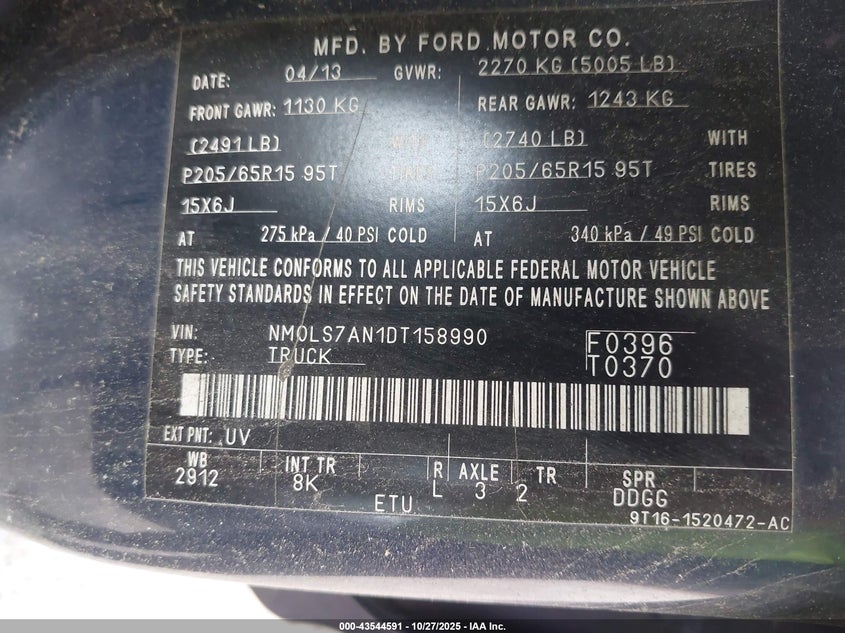 MFD. BY FORD MOTOR CO.
DATE: 04/13 GVWR: 2270 KG (5005 LB)
FRONT GAWR: 1130 KG REAR GAWR: 1243 KG
(2491 LB) WITH (2740 LB) WITH
P205/65R15 95T TIRES P205/65R15 95T TIRES
15X6J RIMS 15X6J RIMS
AT 275 kPa / 40 PSI COLD AT 340 kPa / 49 PSI COLD
THIS VEHICLE CONFORMS TO ALL APPLICABLE FEDERAL MOTOR VEHICLE
SAFETY STANDARDS IN EFFECT ON THE DATE OF MANUFACTURE SHOWN ABOVE
VIN: NM0LS7AN1DT158990 F0396
TYPE: TRUCK T0370
EXT PNT: UV
WB INT TR R AXLE TR SPR
2912 8K L 3 2 DDGG
ETU
9T16-1520472-AC
000-43544591 - 10/27/2025 - IAA Inc.